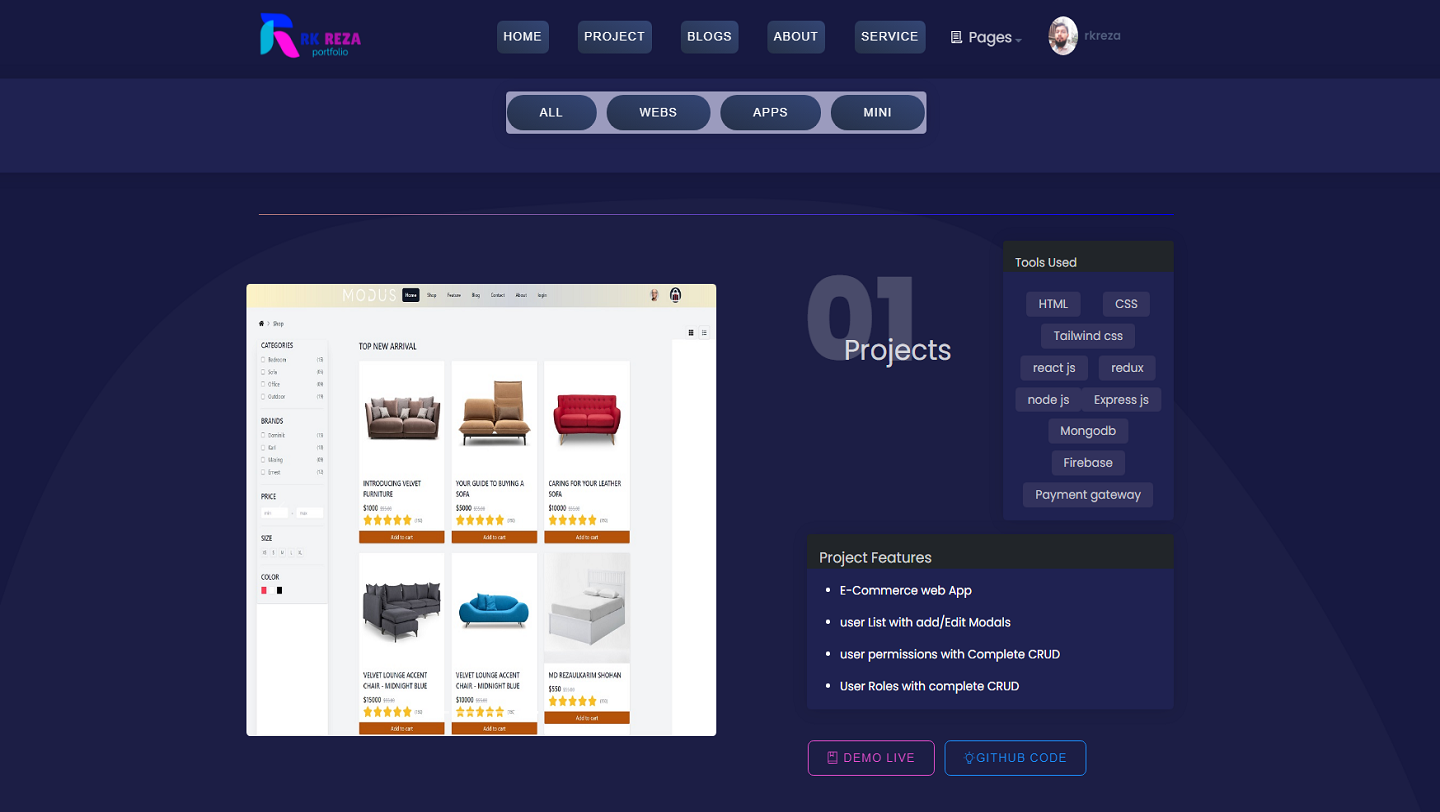 RK REZA
portfolio
HOME PROJECT BLOGS ABOUT SERVICE Pages rkreza
ALL WEBS APPS MINI
MODUS Home Shop Feature Blog Contact About login
Shop
CATEGORIES
Bedroom
Sofa
Office
Outdoor
BRANDS
Dominik
Karl
Mising
Ernest
PRICE
SIZE
XS S M L XL
COLOR
TOP NEW ARRIVAL
INTRODUCING VELVET
FURNITURE
$1000
Add to cart
YOUR GUIDE TO BUYING A
SOFA
$5000
Add to cart
CARING FOR YOUR LEATHER
SOFA
$10000
Add to cart
VELVET LOUNGE ACCENT
CHAIR - MIDNIGHT BLUE
$15000
Add to cart
VELVET LOUNGE ACCENT
CHAIR - MIDNIGHT BLUE
$10000
Add to cart
MD REZAULKARIM SHOHAN
$550
Add to cart
01
Projects
Tools Used
HTML CSS
Tailwind css
react js redux
node js Express js
Mongodb
Firebase
Payment gateway
Project Features
E-Commerce web App
user List with add/Edit Modals
user permissions with Complete CRUD
User Roles with complete CRUD
DEMO LIVE GITHUB CODE